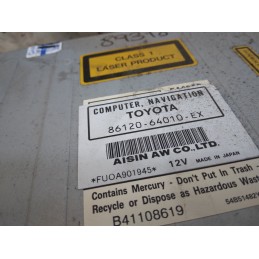 CLASS 1
LASER PRODUCT
COMPUTER, NAVIGATION
TOYOTA
86120-64010-EX
AISIN AW CO.,LTD.
*FUOA901945* 12V MADE IN JAPAN
Contains Mercury - Don't Put In Trash -
Recycle or Dispose as Hazardous Waste
B41108619